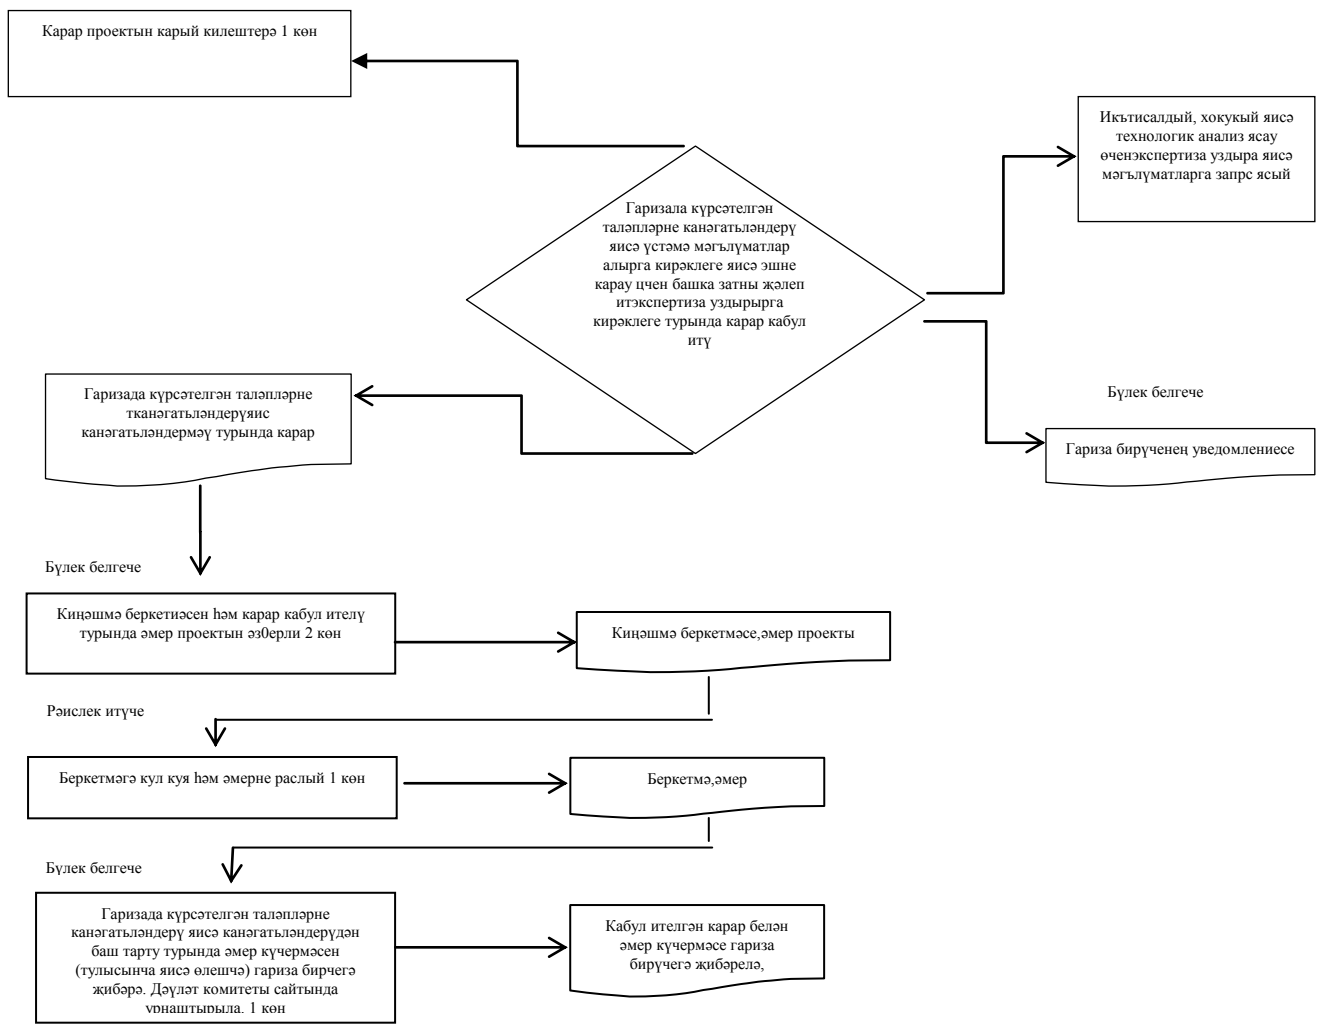 Карар проектын карый килештерә 1 көн
Икътисалдый, хокукый яисә
технологик анализ ясау
өченэкспертиза уздыра яисә
мәгълүматларга запрс ясый
Гаризала күрсәтелгән
таләпләрне канәгатьләндерү
яисә үстәмә мәгълүматлар
алырга кирәклеге яисә эшне
карау цчен башка затны җәлеп
итэкспертиза уздырырга
кирәклеге турында карар кабул
итү
Гаризада күрсәтелгән таләпләрне
тканәгатьләндерүяис
канәгатьләндермәү турында карар
Бүлек белгече
Гариза бирүченең уведомлениесе
Бүлек белгече
Киңәшмә беркетиәсен һәм карар кабул ителү
турында әмер проектын әз0ерли 2 көн
Киңәшмә беркетмәсе,әмер проекты
Рәислек итүче
Беркетмәгә кул куя һәм әмерне раслый 1 көн
Беркетмә,әмер
Бүлек белгече
Гаризада күрсәтелгән таләпләрне
канәгатьләндерү яисә канәгатьләндерүдән
баш тарту турында әмер күчермәсен
(тулысынча яисә өлешчә) гариза бирчегә
җибәрә. Дәүләт комитеты сайтында
урнаштырыла. 1 көн
Кабул ителгән карар белән
әмер күчермәсе гариза
бирүчегә җибәрелә,